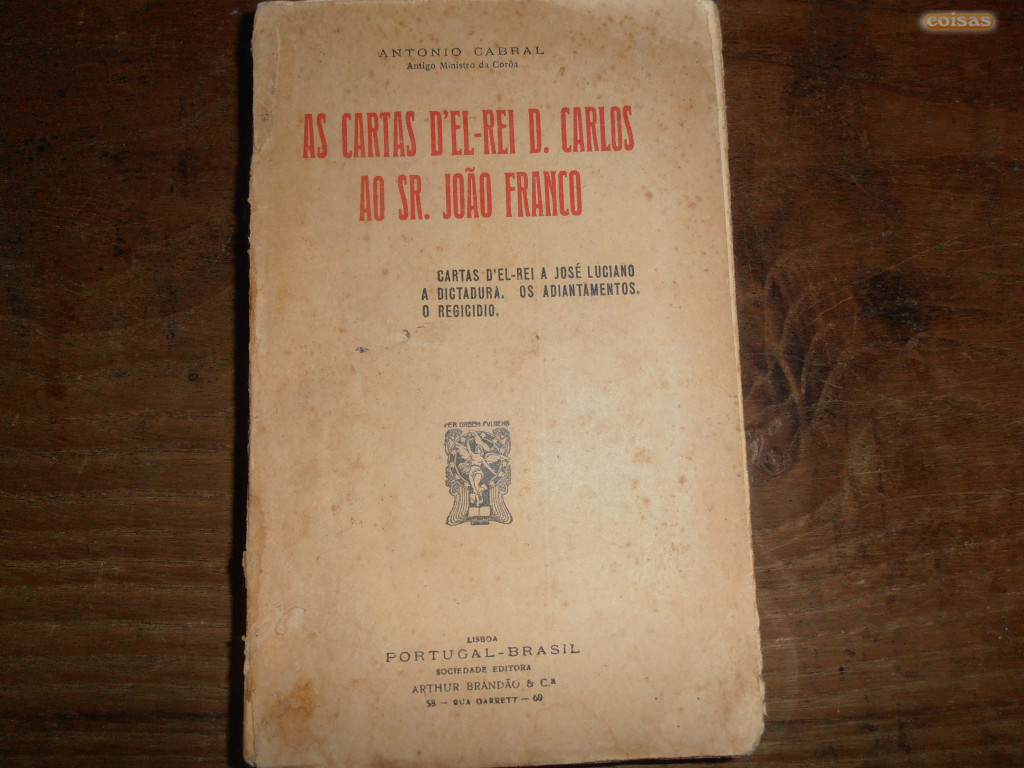 coisas
ANTONIO CABRAL
Antigo Ministro da Corôa
AS CARTAS D'EL-REI D. CARLOS
AO SR. JOÃO FRANCO
CARTAS D'EL-REI A JOSÉ LUCIANO
A DICTADURA. OS ADIANTAMENTOS.
O REGICIDIO.
PER ORBEM FULGENS
LISBOA
PORTUGAL-BRASIL
SOCIEDADE EDITORA
ARTHUR BRANDÃO & C.ª
58 — RUA GARRETT — 60